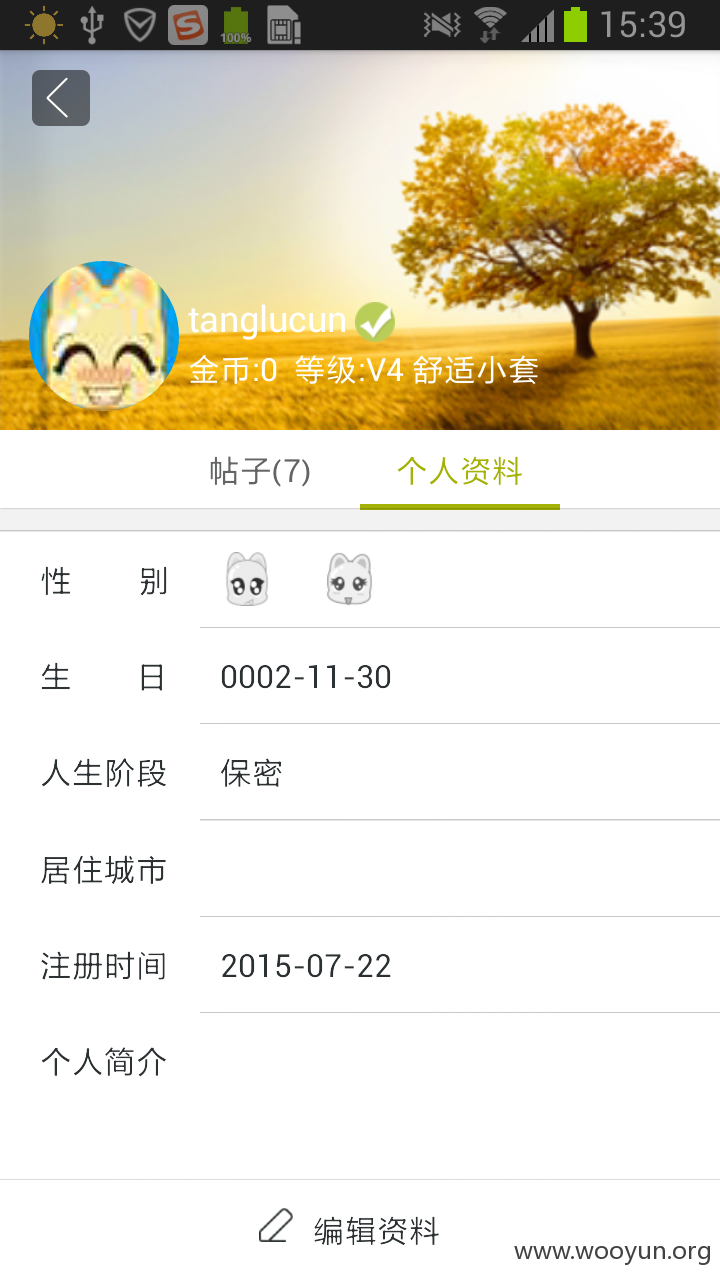 100%
15:39
tanglucun
金币:0 等级:V4 舒适小套
帖子(7) 个人资料
性 别
生 日 0002-11-30
人生阶段 保密
居住城市
注册时间 2015-07-22
个人简介
编辑资料
www.wooyun.org